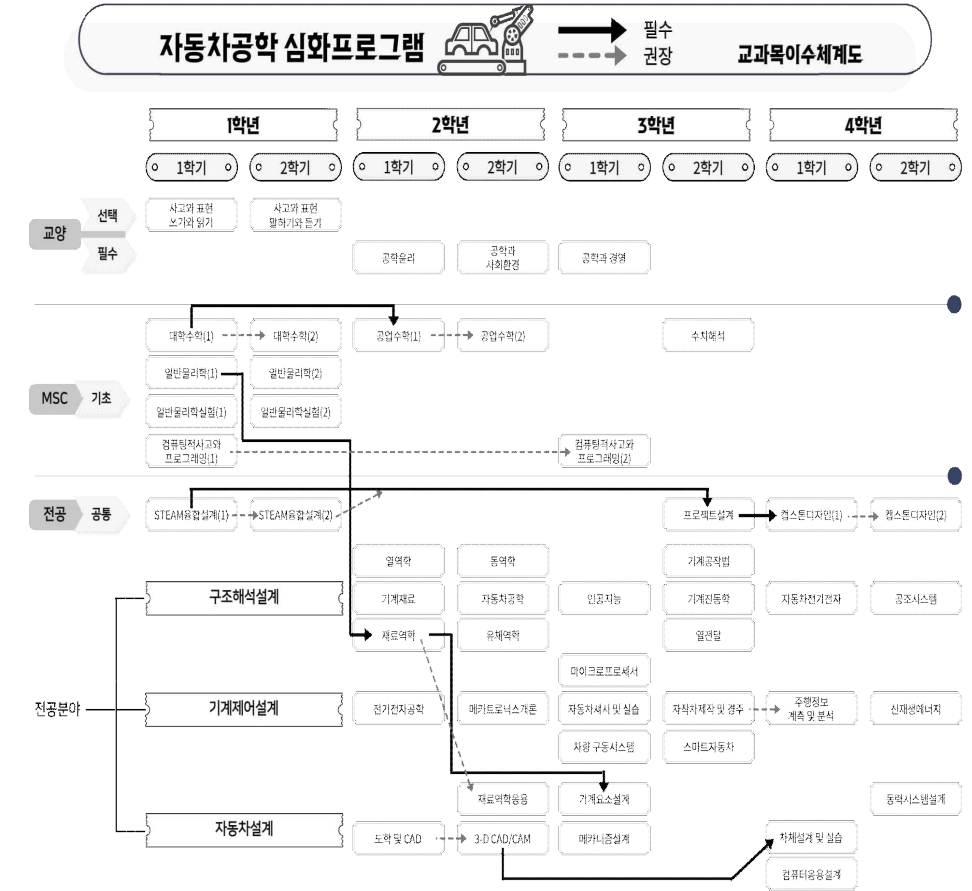 자동차공학 심화프로그램
필수
권장
교과목이수체계도
1학년
2학년
3학년
4학년
1학기
2학기
1학기
2학기
1학기
2학기
1학기
2학기
교양
선택
필수
사고와 표현
쓰기와 읽기
사고와 표현
말하기와 듣기
공학윤리
공학과
사회환경
공학과 경영
MSC
기초
대학수학(1)
대학수학(2)
공업수학(1)
공업수학(2)
수치해석
일반물리학(1)
일반물리학(2)
일반물리학실험(1)
일반물리학실험(2)
컴퓨팅적사고와
프로그래밍(1)
컴퓨팅적사고와
프로그래밍(2)
전공
공통
STEAM융합설계(1)
STEAM융합설계(2)
프로젝트설계
캡스톤디자인(1)
캡스톤디자인(2)
전공분야
구조해석설계
열역학
동역학
기계공작법
기계재료
자동차공학
인공지능
기계진동학
자동차전기전자
공조시스템
재료역학
유체역학
열전달
기계제어설계
마이크로프로세서
전기전자공학
메카트로닉스개론
자동차센서 및 실습
자작차제작 및 경주
주행정보
계측 및 분석
신재생에너지
차량 구동시스템
스마트자동차
자동차설계
재료역학응용
기계요소설계
동력시스템설계
도학 및 CAD
3-D CAD/CAM
메카니즘설계
차체설계 및 실습
컴퓨터응용설계